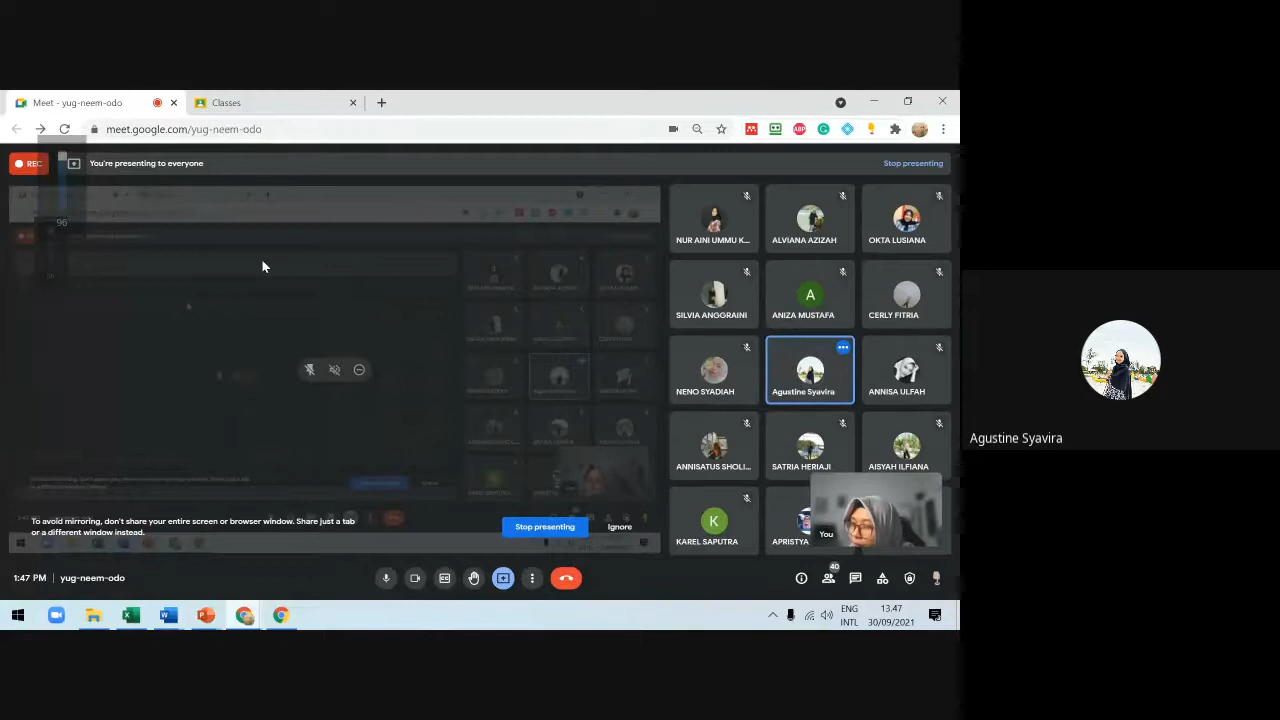 Meet - yug-neem-odo
Classes
meet.google.com/yug-neem-odo
ABP
REC
You're presenting to everyone
Stop presenting
96
NUR AINI UMMU K...
ALVIANA AZIZAH
OKTA LUSIANA
SILVIA ANGGRAINI
A
ANIZA MUSTAFA
CERLY FITRIA
NENO SYADIAH
Agustine Syavira
ANNISA ULFAH
Agustine Syavira
ANNISATUS SHOLI...
SATRIA HERIAJI
AISYAH ILFIANA
K
KAREL SAPUTRA
APRISTYA
You
To avoid mirroring, don't share your entire screen or browser window. Share just a tab
or a different window instead.
Stop presenting
Ignore
1:47 PM
yug-neem-odo
40
ENG
INTL
13.47
30/09/2021